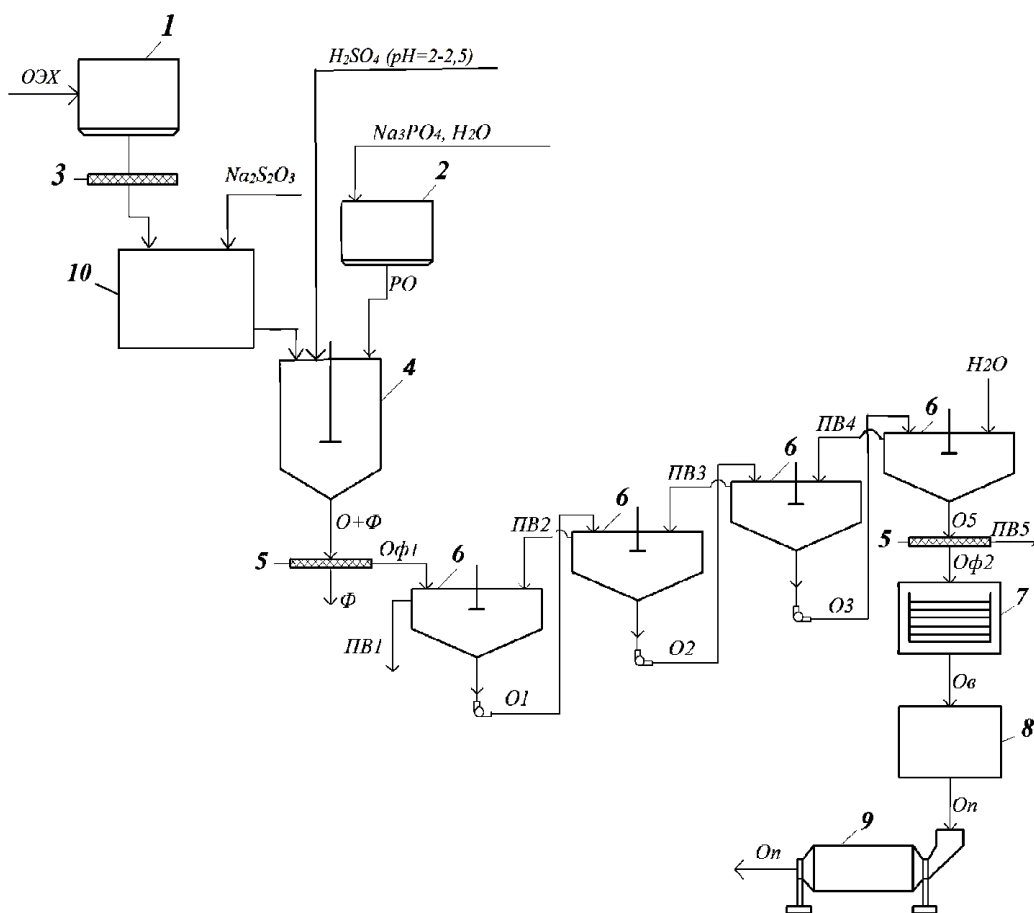 1
H2SO4 (pH=2-2,5)
ОЭХ
Na3PO4, H2O
3
Na2S2O3
2
10
РО
4
H2O
6
ПВ4
6
ПВ3
О+Ф
6
ПВ2
О5
ПВ5
5
Оф1
6
5
Оф2
Ф
О3
7
ПВ1
О2
О1
Ов
8
Оп
9
Оп